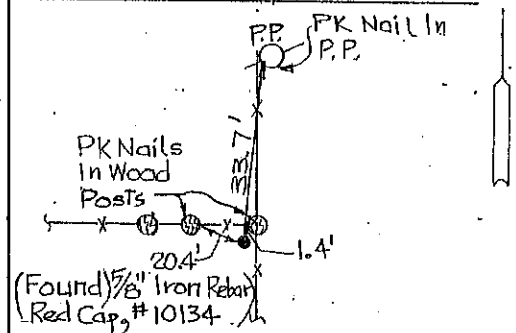 P.P.
PK Nail In
P.P.
33.7'
PK Nails
In Wood
Posts
20.4'
1.4'
(Found) 5/8" Iron Rebar
Red Cap, #10134